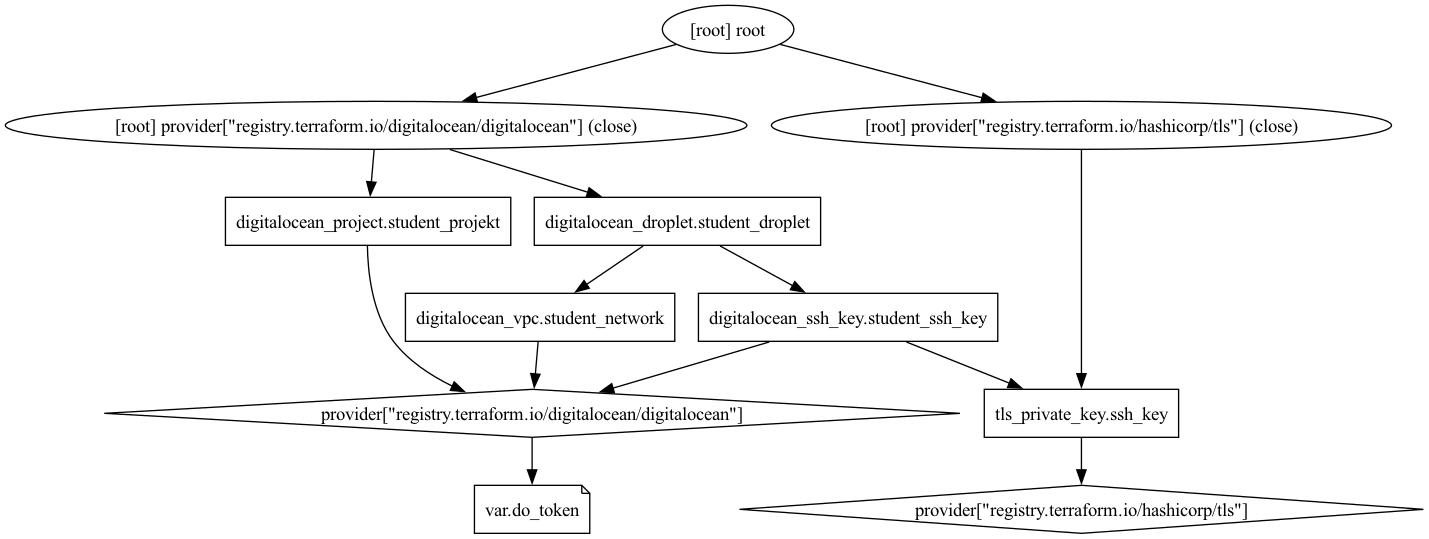 [root] root
[root] provider["registry.terraform.io/digitalocean/digitalocean"] (close)
[root] provider["registry.terraform.io/hashicorp/tls"] (close)
digitalocean_project.student_projekt
digitalocean_droplet.student_droplet
digitalocean_vpc.student_network
digitalocean_ssh_key.student_ssh_key
provider["registry.terraform.io/digitalocean/digitalocean"]
tls_private_key.ssh_key
var.do_token
provider["registry.terraform.io/hashicorp/tls"]